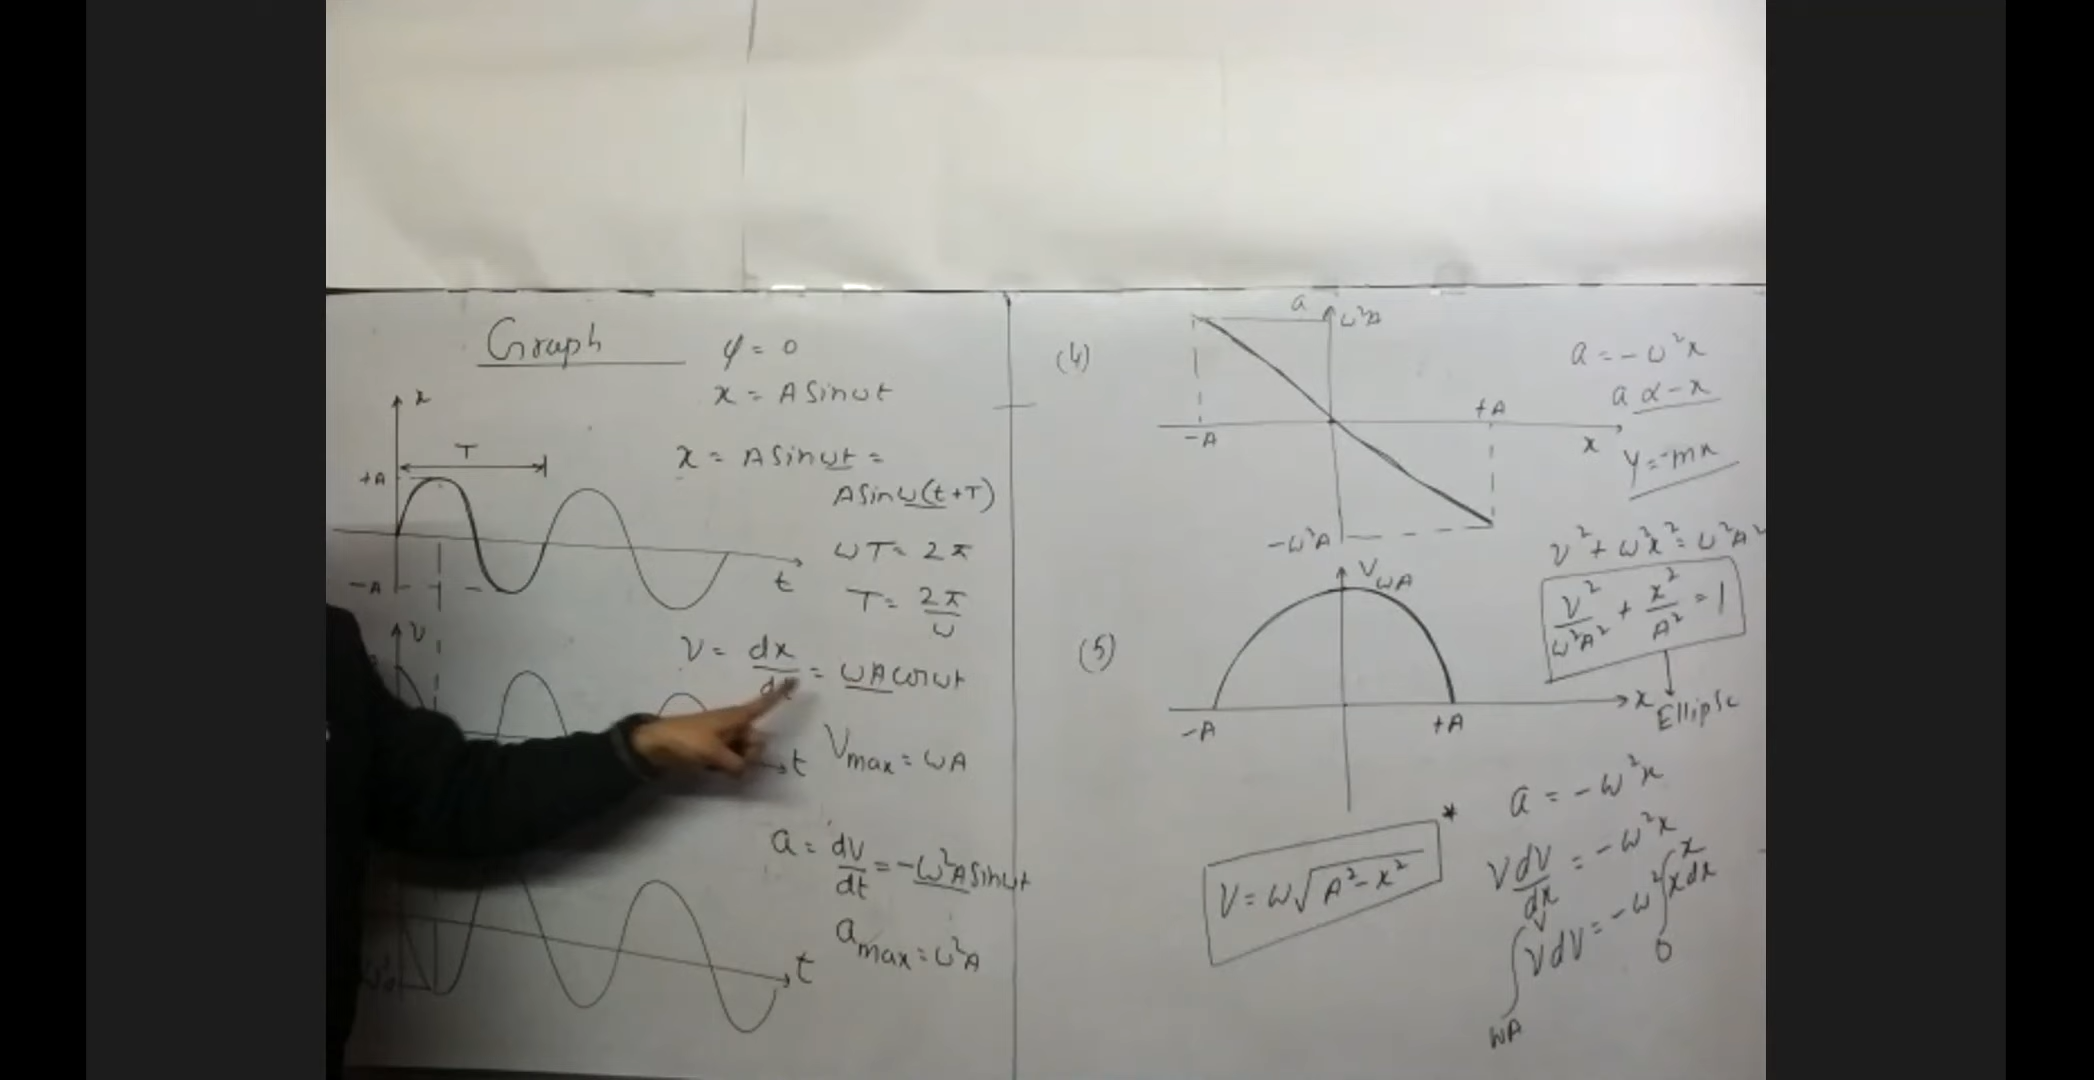 Graph
φ = 0
x = A sinωt
x
T
+A
-A
t
x = A sinωt =
A sinω(t+T)
ωT = 2π
T = 2π/ω
v
v = dx/dt = ωA cosωt
t
Vmax = ωA
a = dv/dt = -ω²A sinωt
amax = ω²A
t
(4)
a
ω²A
-A
+A
x
-ω²A
a = -ω²x
a α -x
y = -mx
(5)
V
ωA
-A
+A
x
v² + ω²x² = ω²A²
v²/ω²A² + x²/A² = 1
Ellipse
V = ω√A²-x² *
a = -ω²x
V dV/dx = -ω²x
∫ωA^V V dV = -ω² ∫0^x x dx